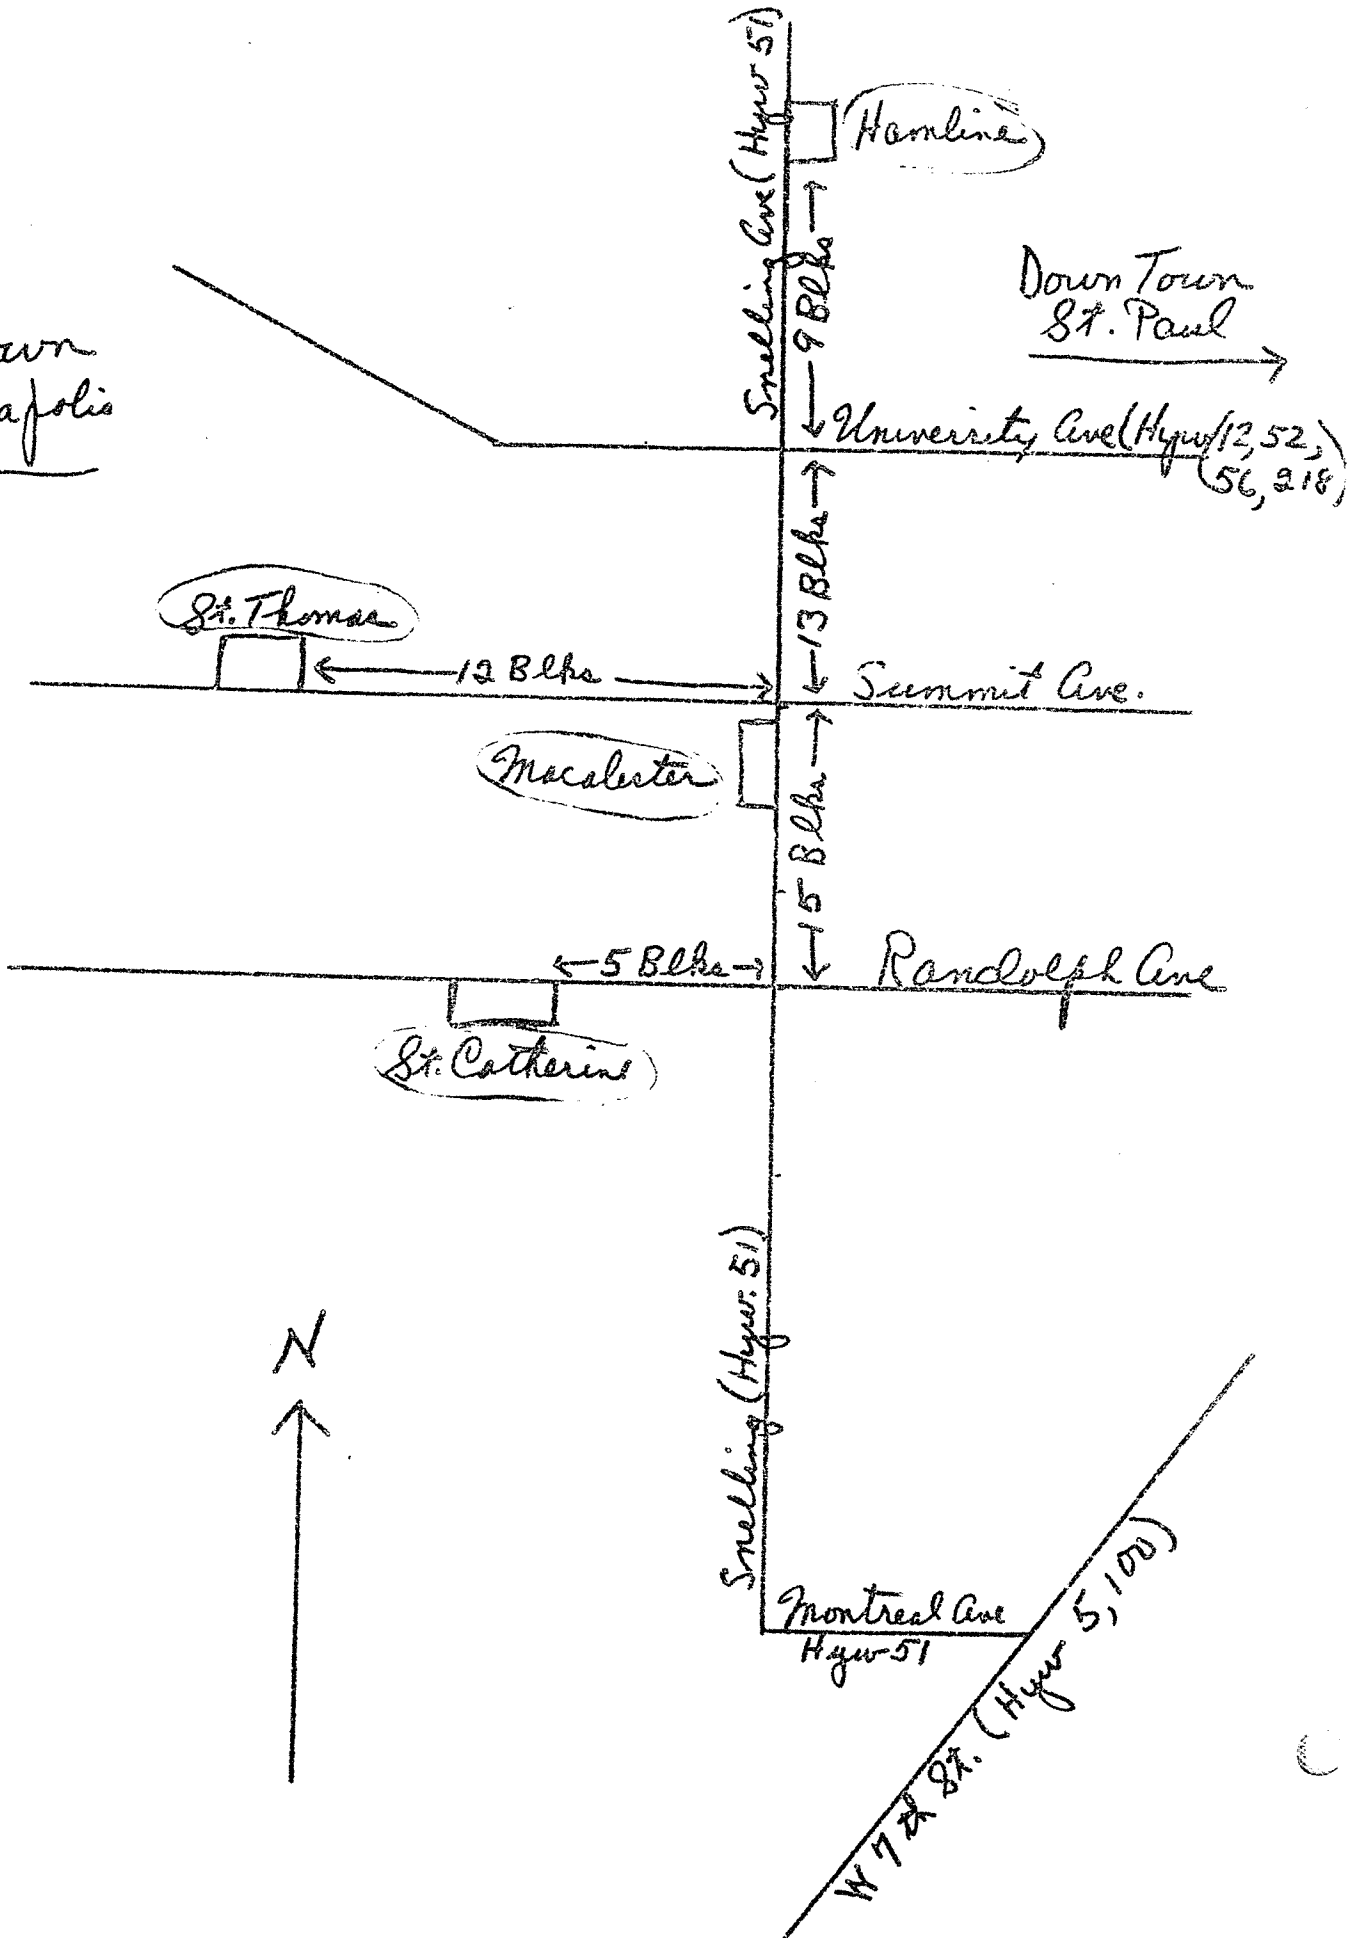 Snelling Ave (Hyw 51)
Hamline
9 Blks
Down Town
St. Paul
University Ave (Hyw 12, 52,
56, 218)
13 Blks
St. Thomas
12 Blks
Summit Ave.
Macalester
15 Blks
5 Blks
Randolph Ave
St. Catherine
Snelling (Hyw. 51)
N
Montreal Ave
Hyw 51
W 7th St. (Hyw 5, 100)